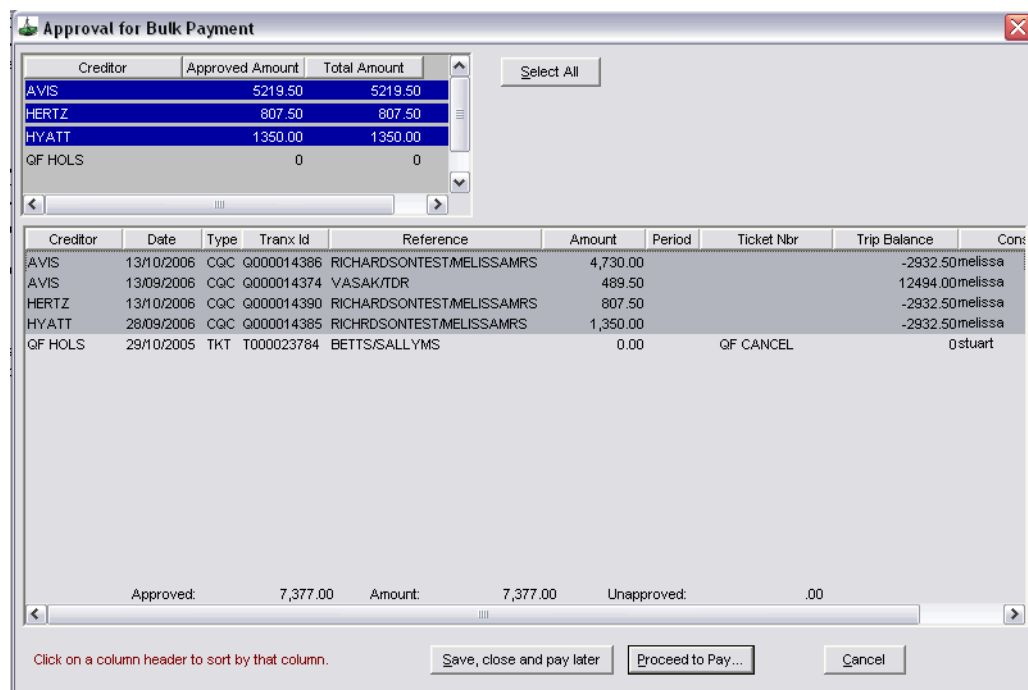 Approval for Bulk Payment
Creditor Approved Amount Total Amount
Select All
AVIS 5219.50 5219.50
HERTZ 807.50 807.50
HYATT 1350.00 1350.00
QF HOLS 0 0
Creditor Date Type Tranx Id Reference Amount Period Ticket Nbr Trip Balance Cons
AVIS 13/10/2006 CQC Q000014386 RICHARDSONTEST/MELISSAMRS 4,730.00 -2932.50 melissa
AVIS 13/09/2006 CQC Q000014374 VASAK/TDR 489.50 12494.00 melissa
HERTZ 13/10/2006 CQC Q000014390 RICHARDSONTEST/MELISSAMRS 807.50 -2932.50 melissa
HYATT 28/09/2006 CQC Q000014385 RICHRDSONTEST/MELISSAMRS 1,350.00 -2932.50 melissa
QF HOLS 29/10/2005 TKT T000023784 BETTS/SALLYMS 0.00 QF CANCEL 0 stuart
Approved: 7,377.00 Amount: 7,377.00 Unapproved: .00
Click on a column header to sort by that column.
Save, close and pay later Proceed to Pay... Cancel